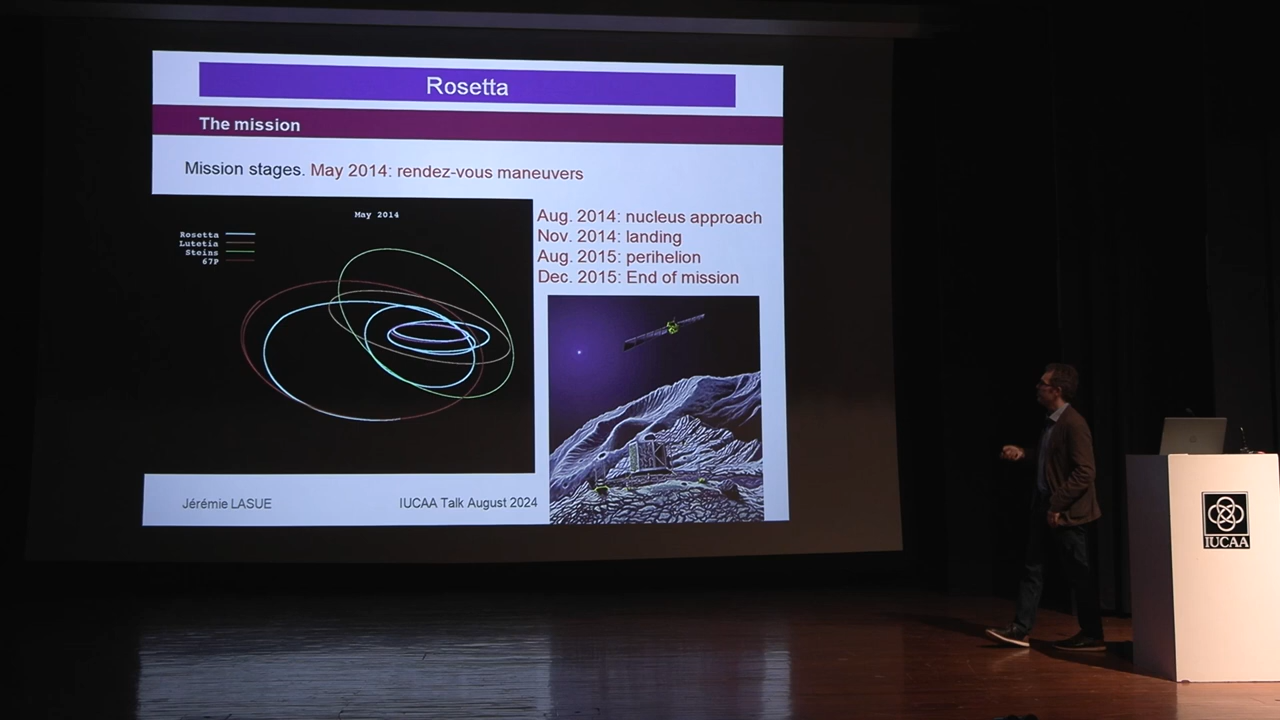 Rosetta
The mission
Mission stages. May 2014: rendez-vous maneuvers
May 2014
Rosetta
Lutetia
Steins
67P
Aug. 2014: nucleus approach
Nov. 2014: landing
Aug. 2015: perihelion
Dec. 2015: End of mission
Jérémie LASUE
IUCAA Talk August 2024
IUCAA